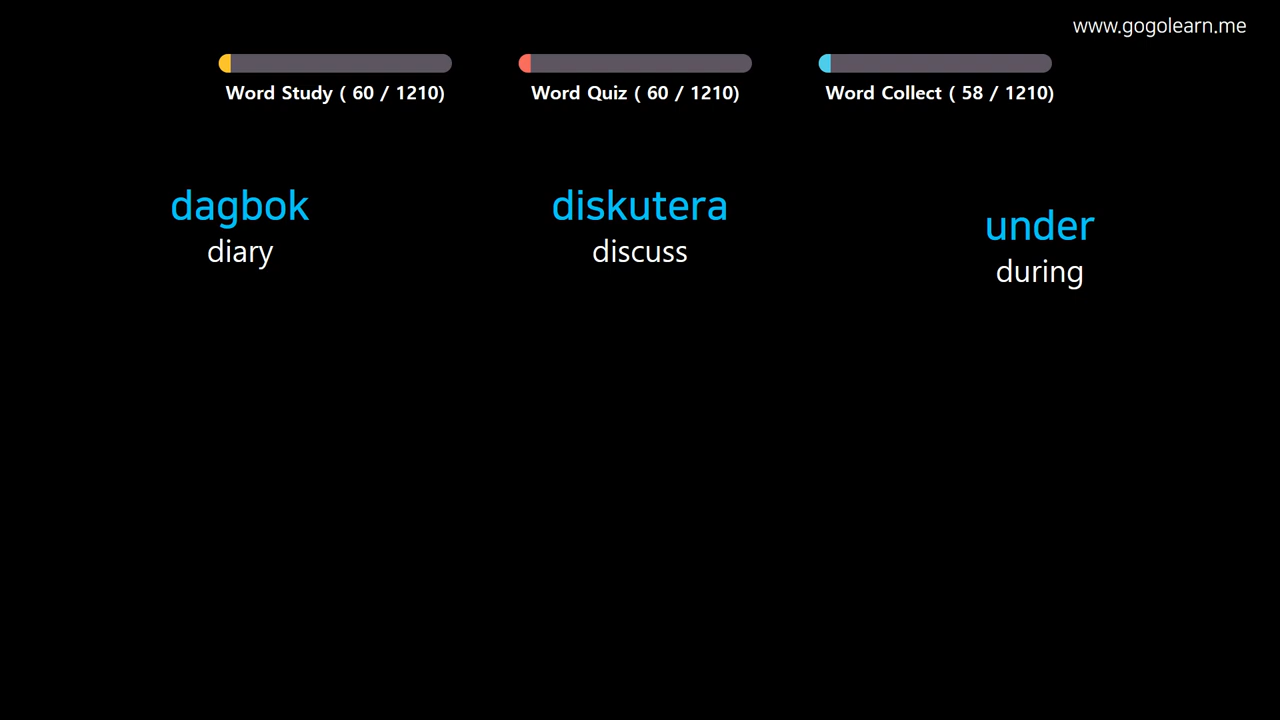 www.gogolearn.me
Word Study ( 60 / 1210)
Word Quiz ( 60 / 1210)
Word Collect ( 58 / 1210)
dagbok
diary
diskutera
discuss
under
during